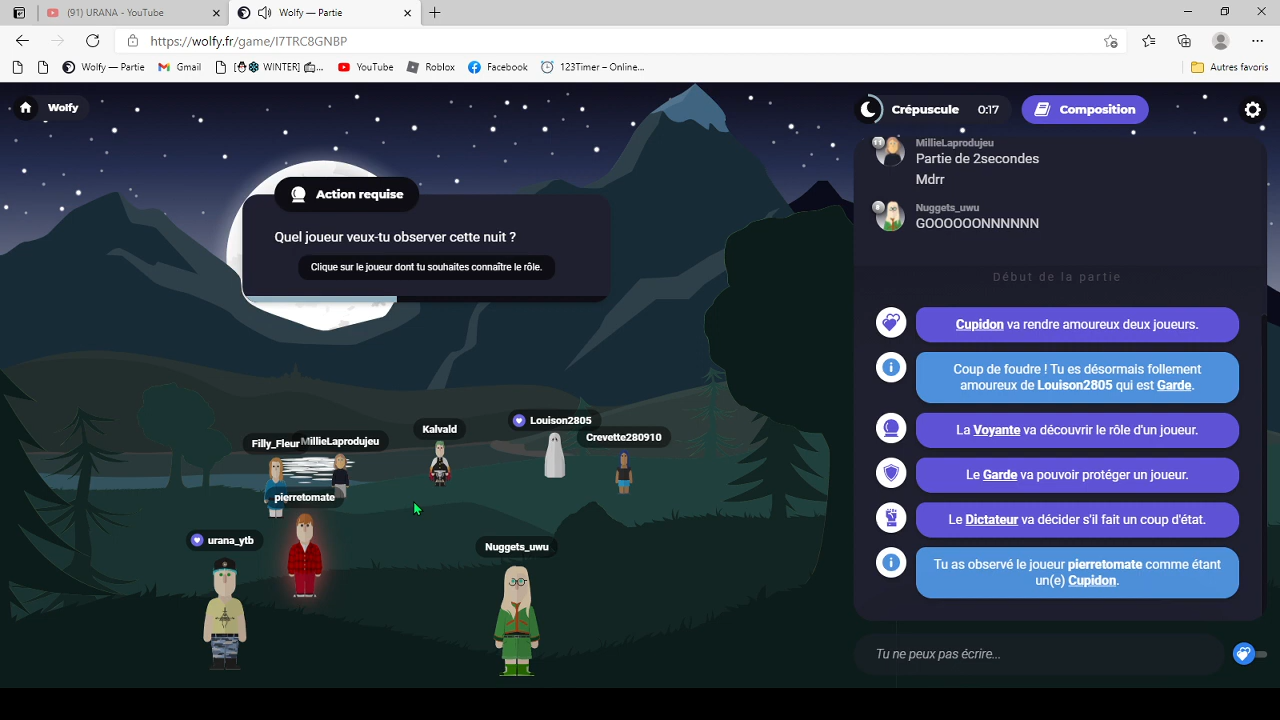 (91) URANA - YouTube
Wolfy — Partie
https://wolfy.fr/game/I7TRC8GNBP
Wolfy — Partie
Gmail
YouTube
Roblox
Facebook
123Timer – Online...
Autres favoris
Wolfy
Crépuscule 0:17
Composition
Action requise
Quel joueur veux-tu observer cette nuit ?
Clique sur le joueur dont tu souhaites connaître le rôle.
MillieLaprodujeu
Partie de 2secondes
Mdrr
Nuggets_uwu
GOOOOOONNNNNN
Début de la partie
Cupidon va rendre amoureux deux joueurs.
Coup de foudre ! Tu es désormais follement
amoureux de Louison2805 qui est Garde.
La Voyante va découvrir le rôle d'un joueur.
Le Garde va pouvoir protéger un joueur.
Le Dictateur va décider s'il fait un coup d'état.
Tu as observé le joueur pierretomate comme étant
un(e) Cupidon.
Tu ne peux pas écrire...
Louison2805
Kalvald
Crevette280910
Filly_Fleur
MillieLaprodujeu
pierretomate
urana_ytb
Nuggets_uwu